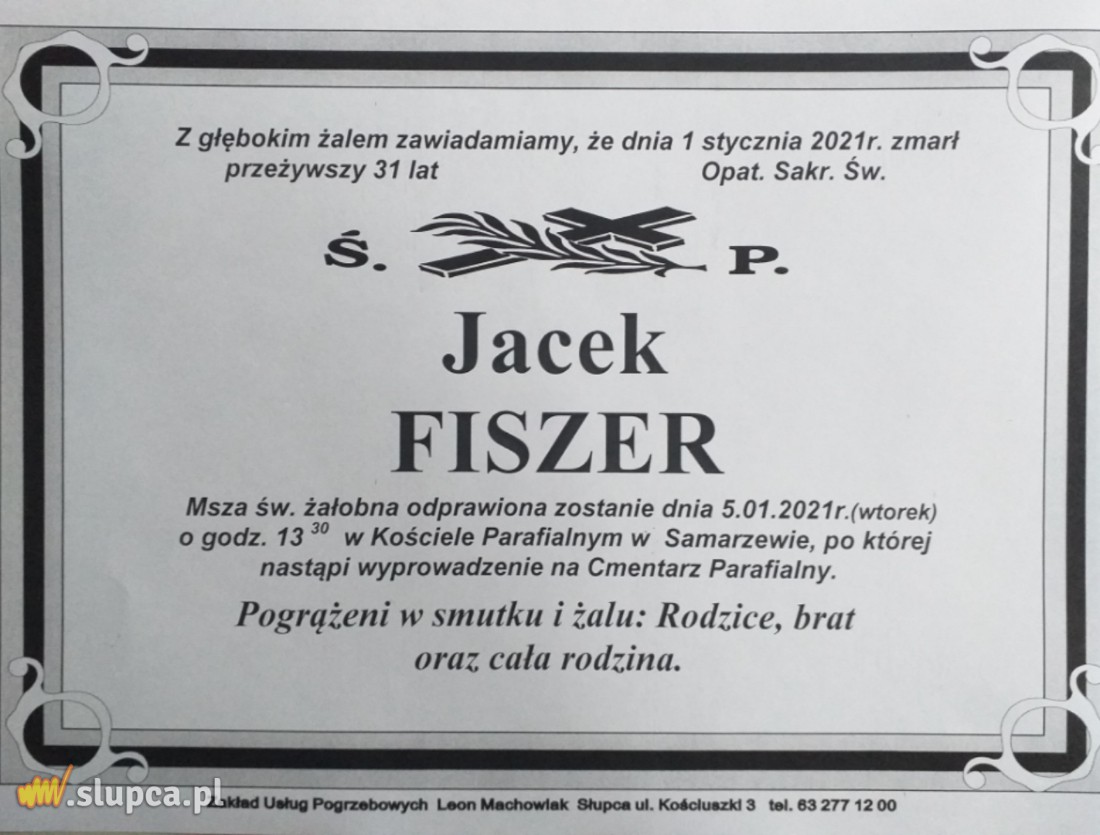 Z głębokim żalem zawiadamiamy, że dnia 1 stycznia 2021r. zmarł
przeżywszy 31 lat Opat. Sakr. Św.
Ś. P.
Jacek
FISZER
Msza św. żałobna odprawiona zostanie dnia 5.01.2021r.(wtorek)
o godz. 13 30 w Kościele Parafialnym w Samarzewie, po której
nastąpi wyprowadzenie na Cmentarz Parafialny.
Pogrążeni w smutku i żalu: Rodzice, brat
oraz cała rodzina.
.slupca.pl
Zakład Usług Pogrzebowych Leon Machowiak Słupca ul. Kościuszki 3 tel. 63 277 12 00